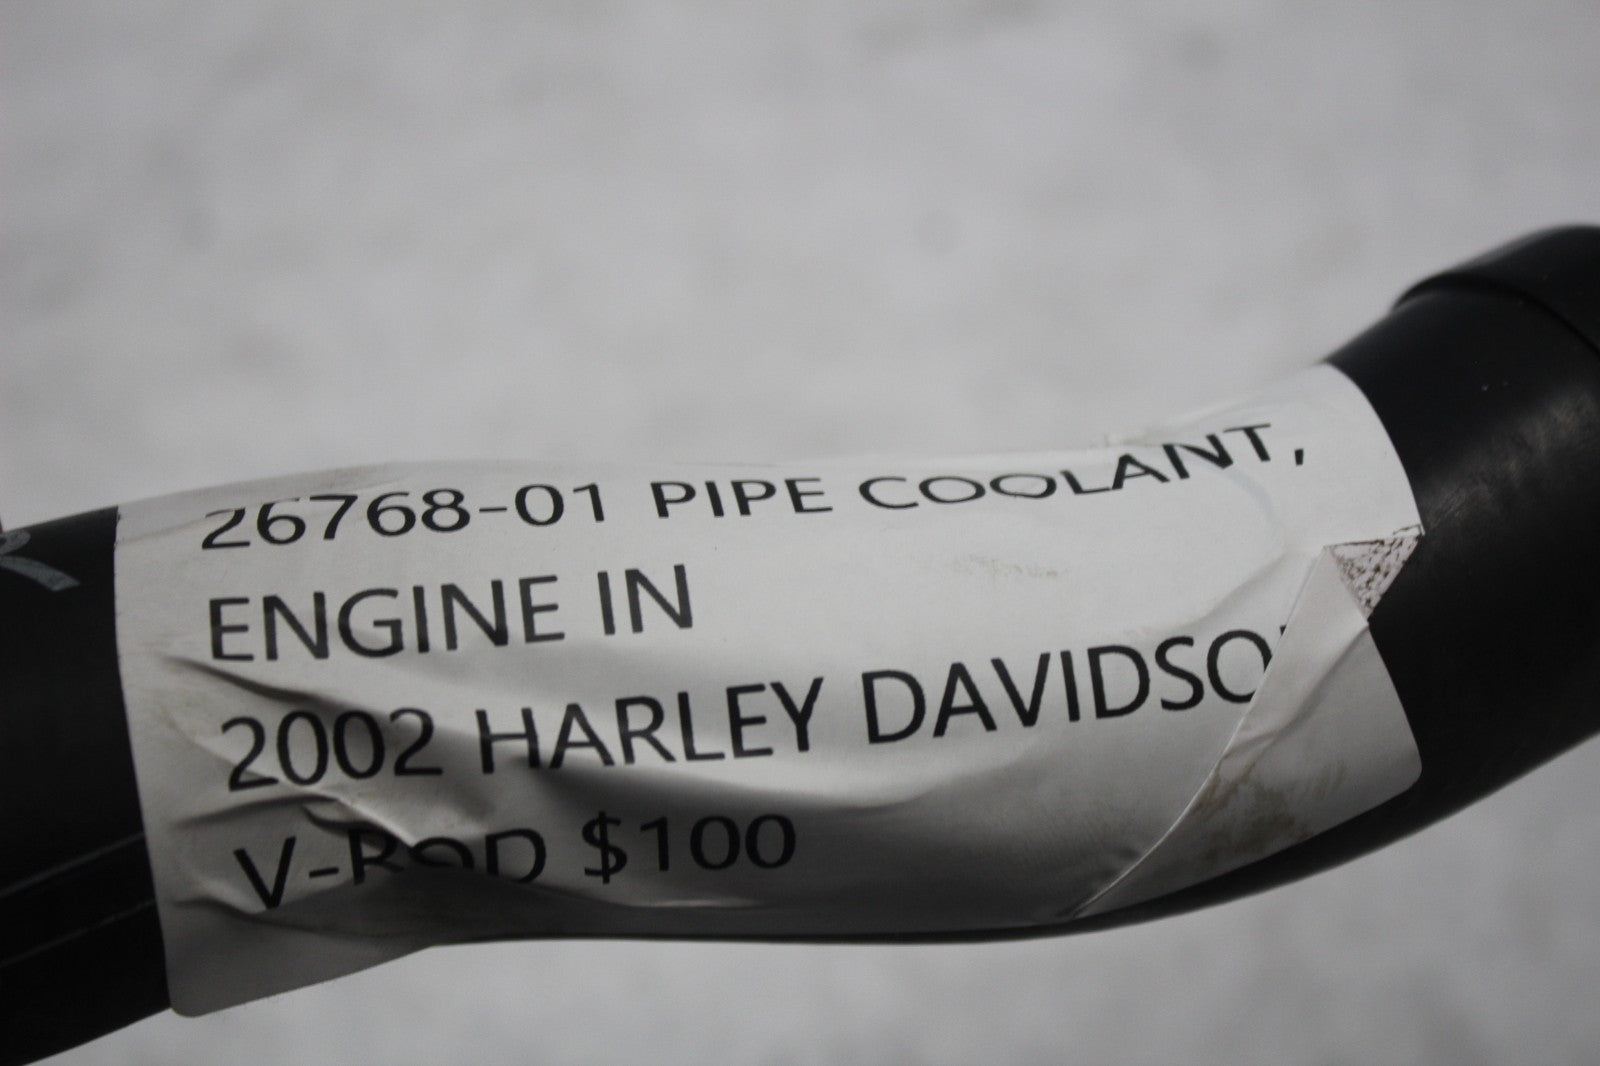 26768-01 PIPE COOLANT,
ENGINE IN
2002 HARLEY DAVIDSO
V-ROD $100